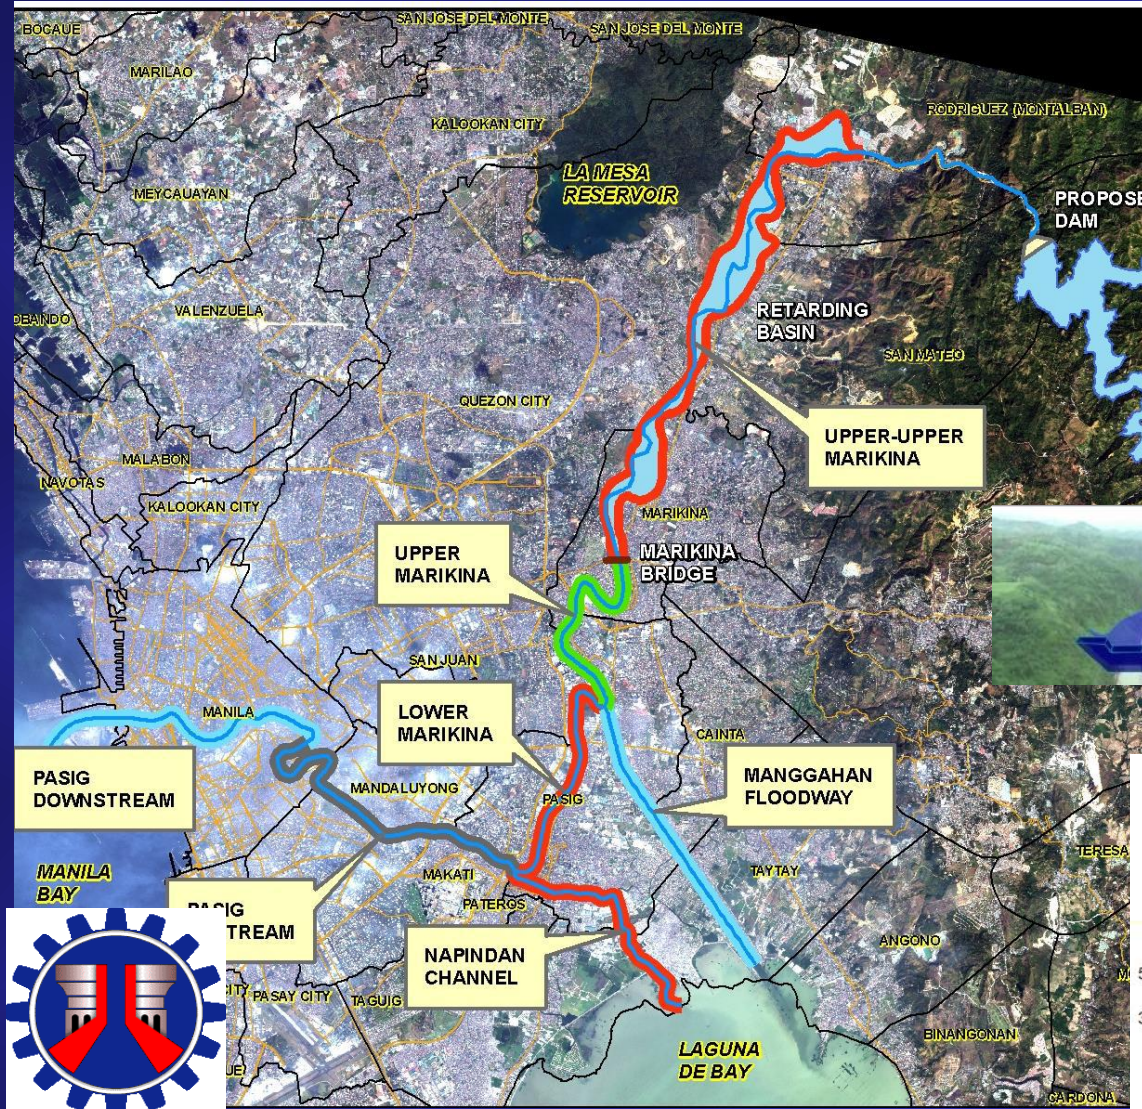 BOCAUE
SAN JOSE DEL MONTE
SAN JOSE DEL MONTE
MARILAO
RODRIGUEZ (MONTALBAN)
KALOOKAN CITY
LA MESA
RESERVOIR
MEYCAUAYAN
PROPOSE
DAM
VALENZUELA
OBANDO
RETARDING
BASIN
SAN MATEO
QUEZON CITY
UPPER-UPPER
MARIKINA
MALABON
NAVOTAS
KALOOKAN CITY
MARIKINA
UPPER
MARIKINA
MARIKINA
BRIDGE
SAN JUAN
MANILA
LOWER
MARIKINA
CAINTA
PASIG
DOWNSTREAM
MANDALUYONG
PASIG
MANGGAHAN
FLOODWAY
TERESA
MANILA
BAY
MAKATI
TAYTAY
PATEROS
PASIG
TREAM
NAPINDAN
CHANNEL
ANGONO
CITY
PASAY CITY
TAGUIG
BINANGONAN
LAGUNA
DE BAY
CARDONA